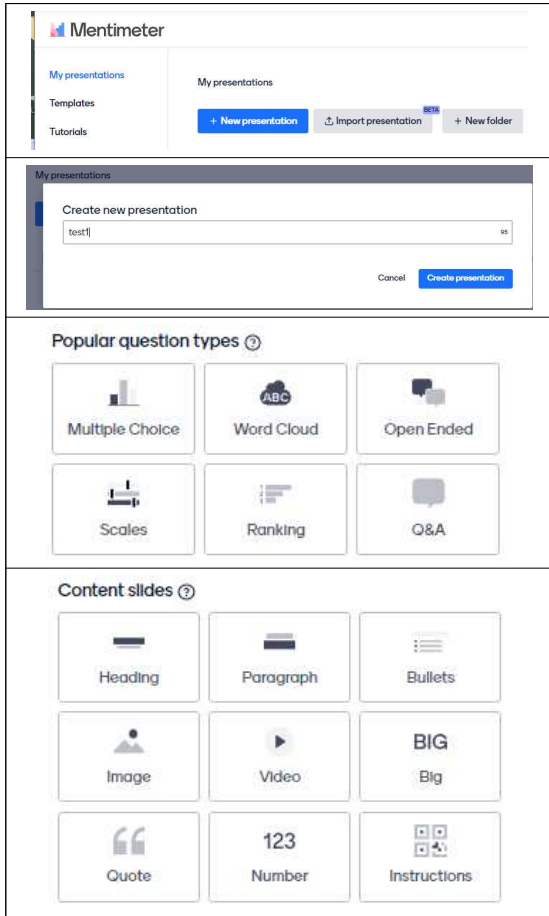 Mentimeter
My presentations
Templates
Tutorials
My presentations
+ New presentation
Import presentation
BETA
+ New folder
My presentations
Create new presentation
test1
95
Cancel
Create presentation
Popular question types ?
Multiple Choice
ABC
Word Cloud
Open Ended
Scales
Ranking
Q&A
Content slides ?
Heading
Paragraph
Bullets
Image
Video
BIG
Big
Quote
123
Number
Instructions